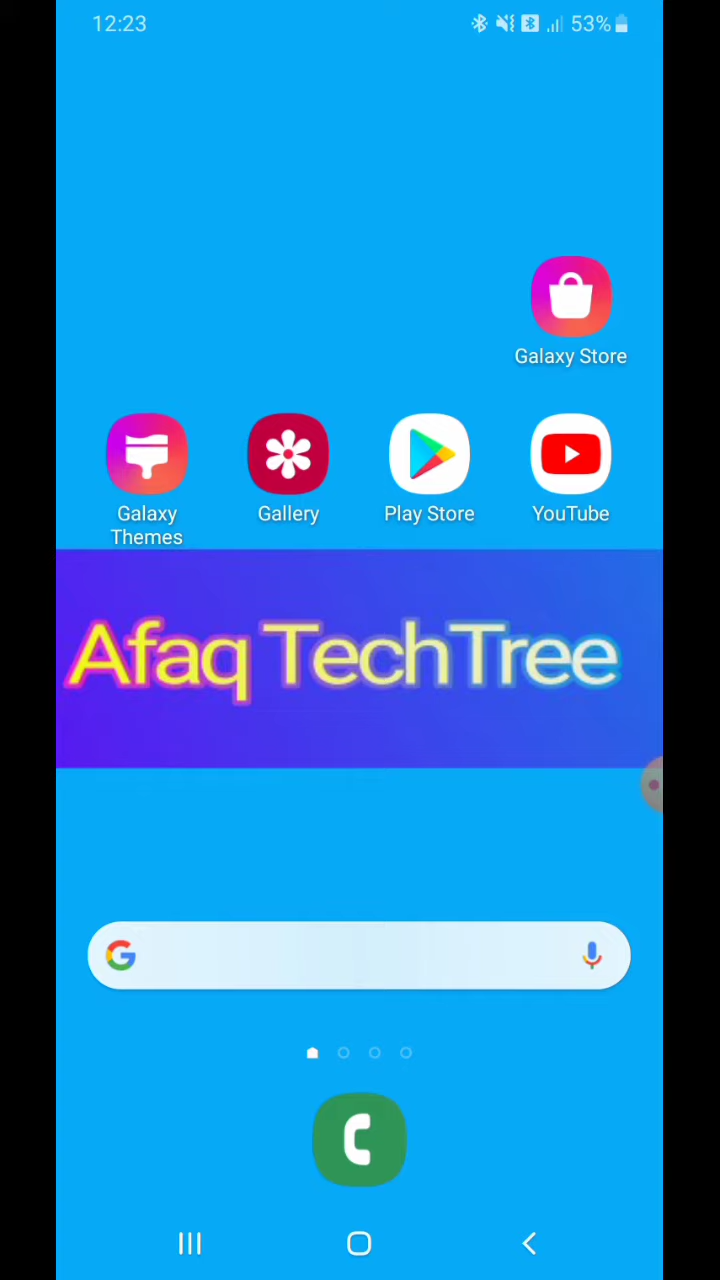 12:23
53%
Galaxy Store
Galaxy Themes
Gallery
Play Store
YouTube
Afaq TechTree